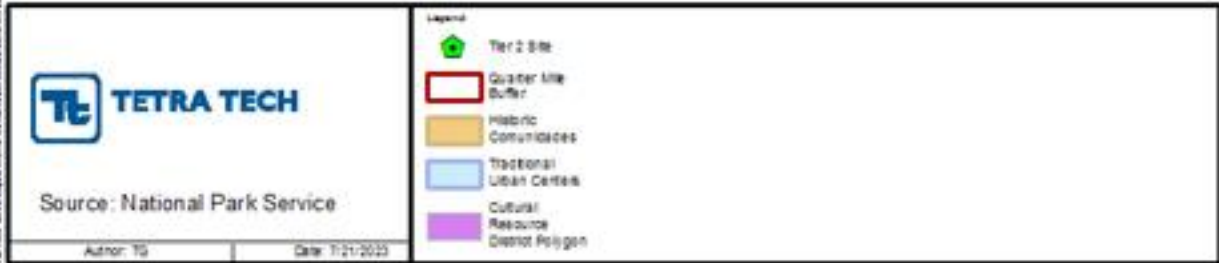 Tt TETRA TECH
Source: National Park Service
Author: TG
Date: 7/21/2023
Legend
Tier 2 Site
Quarter Mile
Buffer
Historic
Comunidades
Traditional
Urban Centers
Cultural
Resource
District Polygon